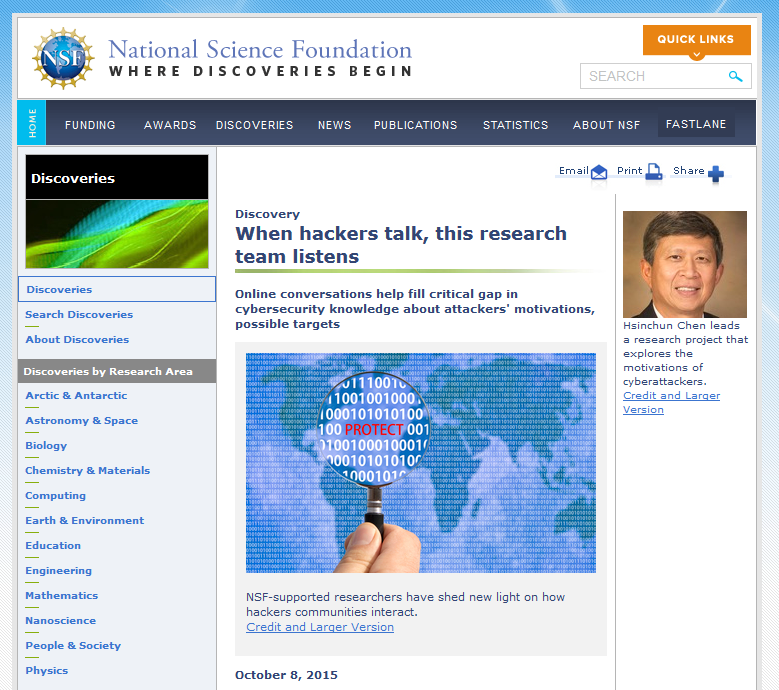 NSF
National Science Foundation
WHERE DISCOVERIES BEGIN
QUICK LINKS
SEARCH
HOME
FUNDING AWARDS DISCOVERIES NEWS PUBLICATIONS STATISTICS ABOUT NSF FASTLANE
Discoveries
Discoveries
Search Discoveries
About Discoveries
Discoveries by Research Area
Arctic & Antarctic
Astronomy & Space
Biology
Chemistry & Materials
Computing
Earth & Environment
Education
Engineering
Mathematics
Nanoscience
People & Society
Physics
Email Print Share
Discovery
When hackers talk, this research
team listens
Online conversations help fill critical gap in
cybersecurity knowledge about attackers' motivations,
possible targets
PROTECT
NSF-supported researchers have shed new light on how
hackers communities interact.
Credit and Larger Version
October 8, 2015
Hsinchun Chen leads
a research project that
explores the
motivations of
cyberattackers.
Credit and Larger
Version